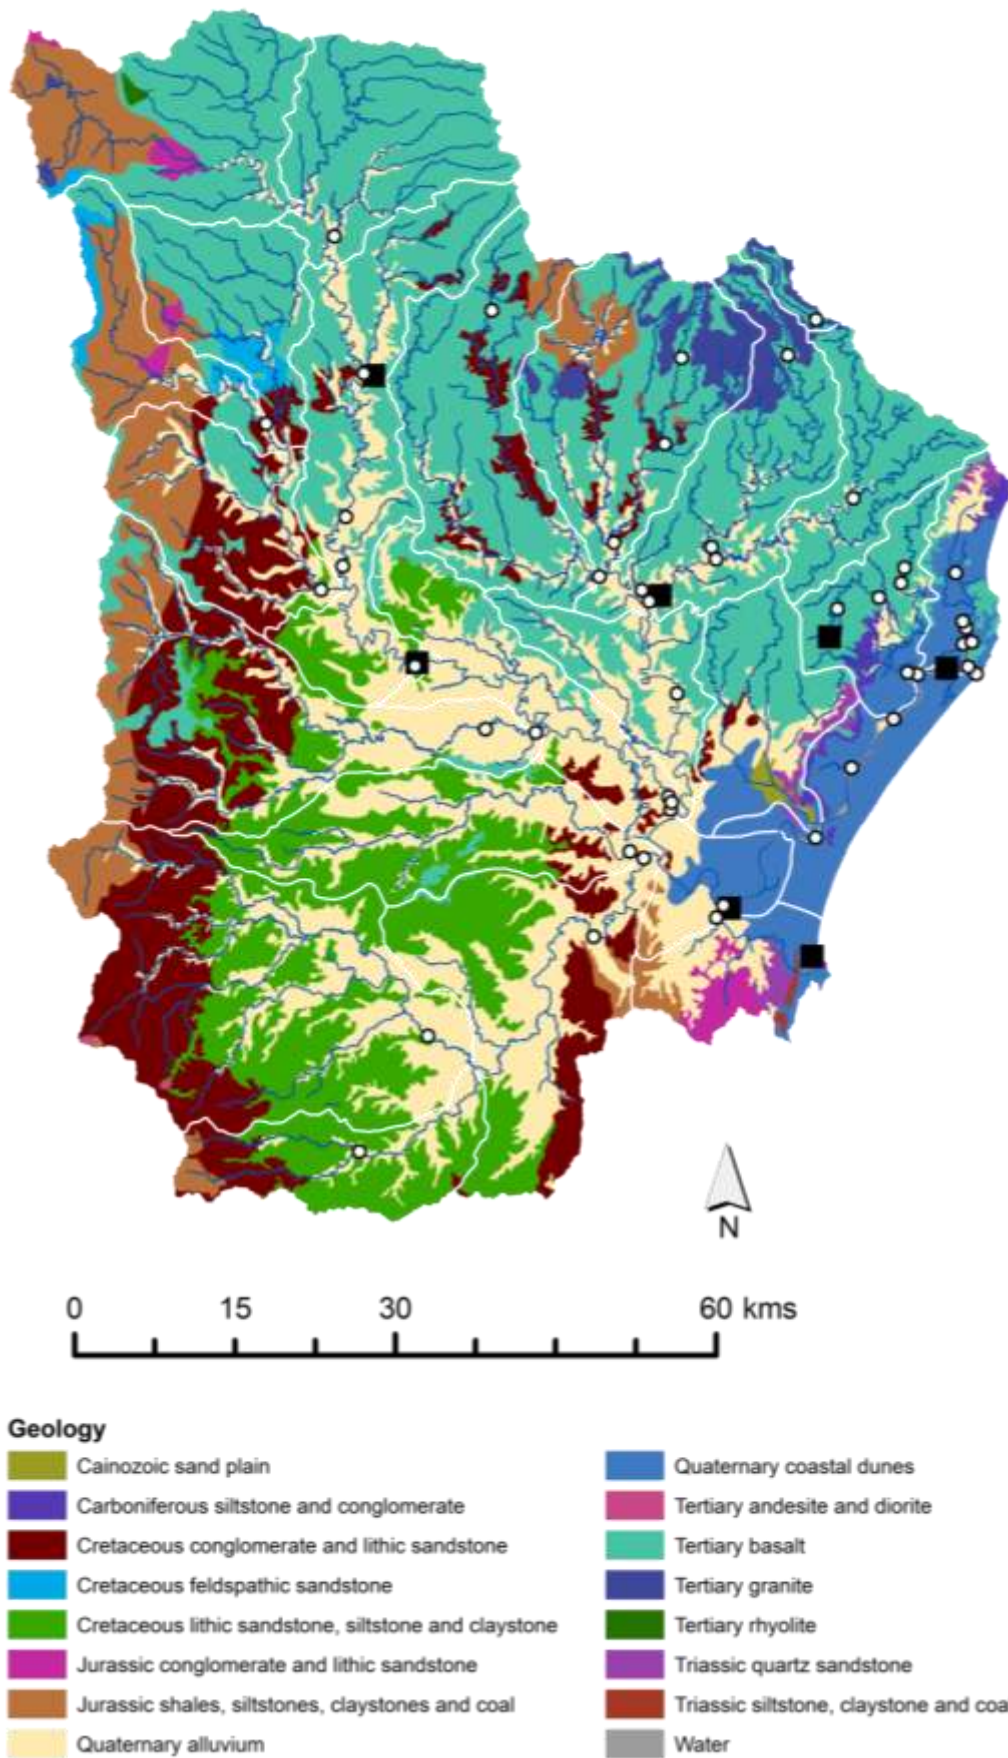 N
0 15 30 60 kms
Geology
Cainozoic sand plain
Carboniferous siltstone and conglomerate
Cretaceous conglomerate and lithic sandstone
Cretaceous feldspathic sandstone
Cretaceous lithic sandstone, siltstone and claystone
Jurassic conglomerate and lithic sandstone
Jurassic shales, siltstones, claystones and coal
Quaternary alluvium
Quaternary coastal dunes
Tertiary andesite and diorite
Tertiary basalt
Tertiary granite
Tertiary rhyolite
Triassic quartz sandstone
Triassic siltstone, claystone and coa
Water